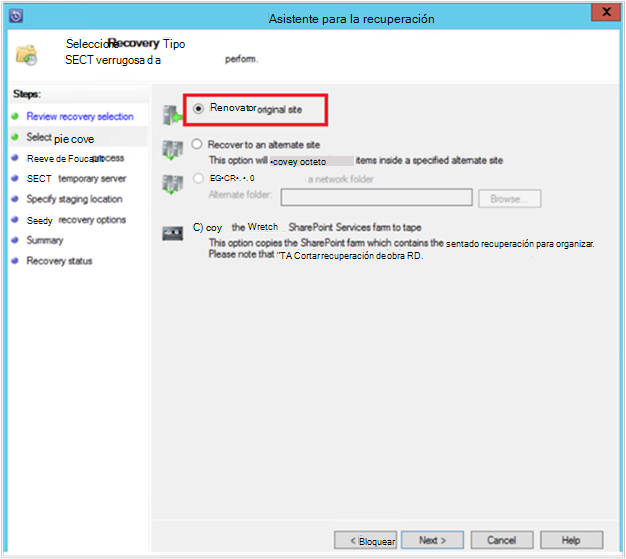 Asistente para la recuperación
Seleccione Recovery Tipo
SECT verrugosa d a perform.
Steps:
Review recovery selection
Select pie cove
Reeve de Foucault process
SECT temporary server
Specify staging location
Seedy recovery options
Summary
Recovery status
Renovator original site
Recover to an alternate site
This option will •covey octeto items inside a specified alternate site
EG•CR•. •. 0 a network folder
Alternate folder:
Browse...
C) coy the Wretch SharePoint Services farm to tape
This option copies the SharePoint farm which contains the sentado recuperación para organizar.
Please note that "TA Cortar recuperación de obra RD.
< Bloquear
Next >
Cancel
Help